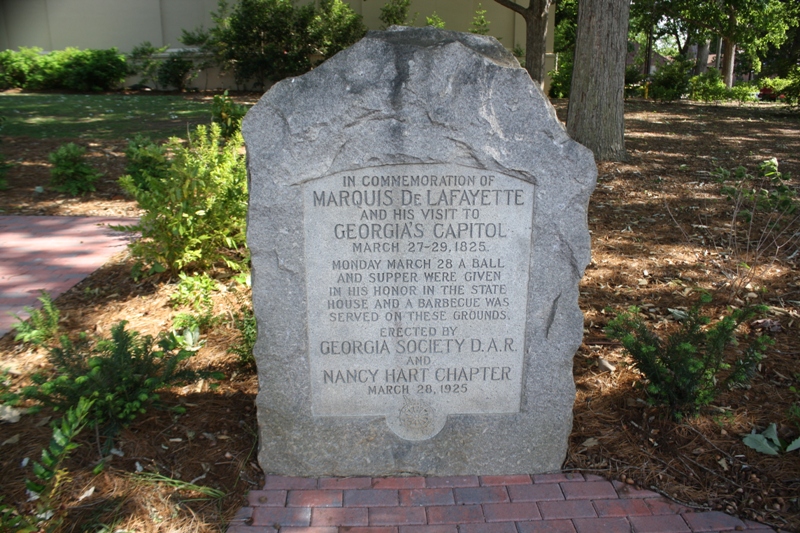 IN COMMEMORATION OF
MARQUIS De LAFAYETTE
AND HIS VISIT TO
GEORGIA'S CAPITOL
MARCH 27-29, 1825.
MONDAY MARCH 28 A BALL
AND SUPPER WERE GIVEN
IN HIS HONOR IN THE STATE
HOUSE AND A BARBECUE WAS
SERVED ON THESE GROUNDS.
ERECTED BY
GEORGIA SOCIETY D.A.R.
AND
NANCY HART CHAPTER
MARCH 28, 1925